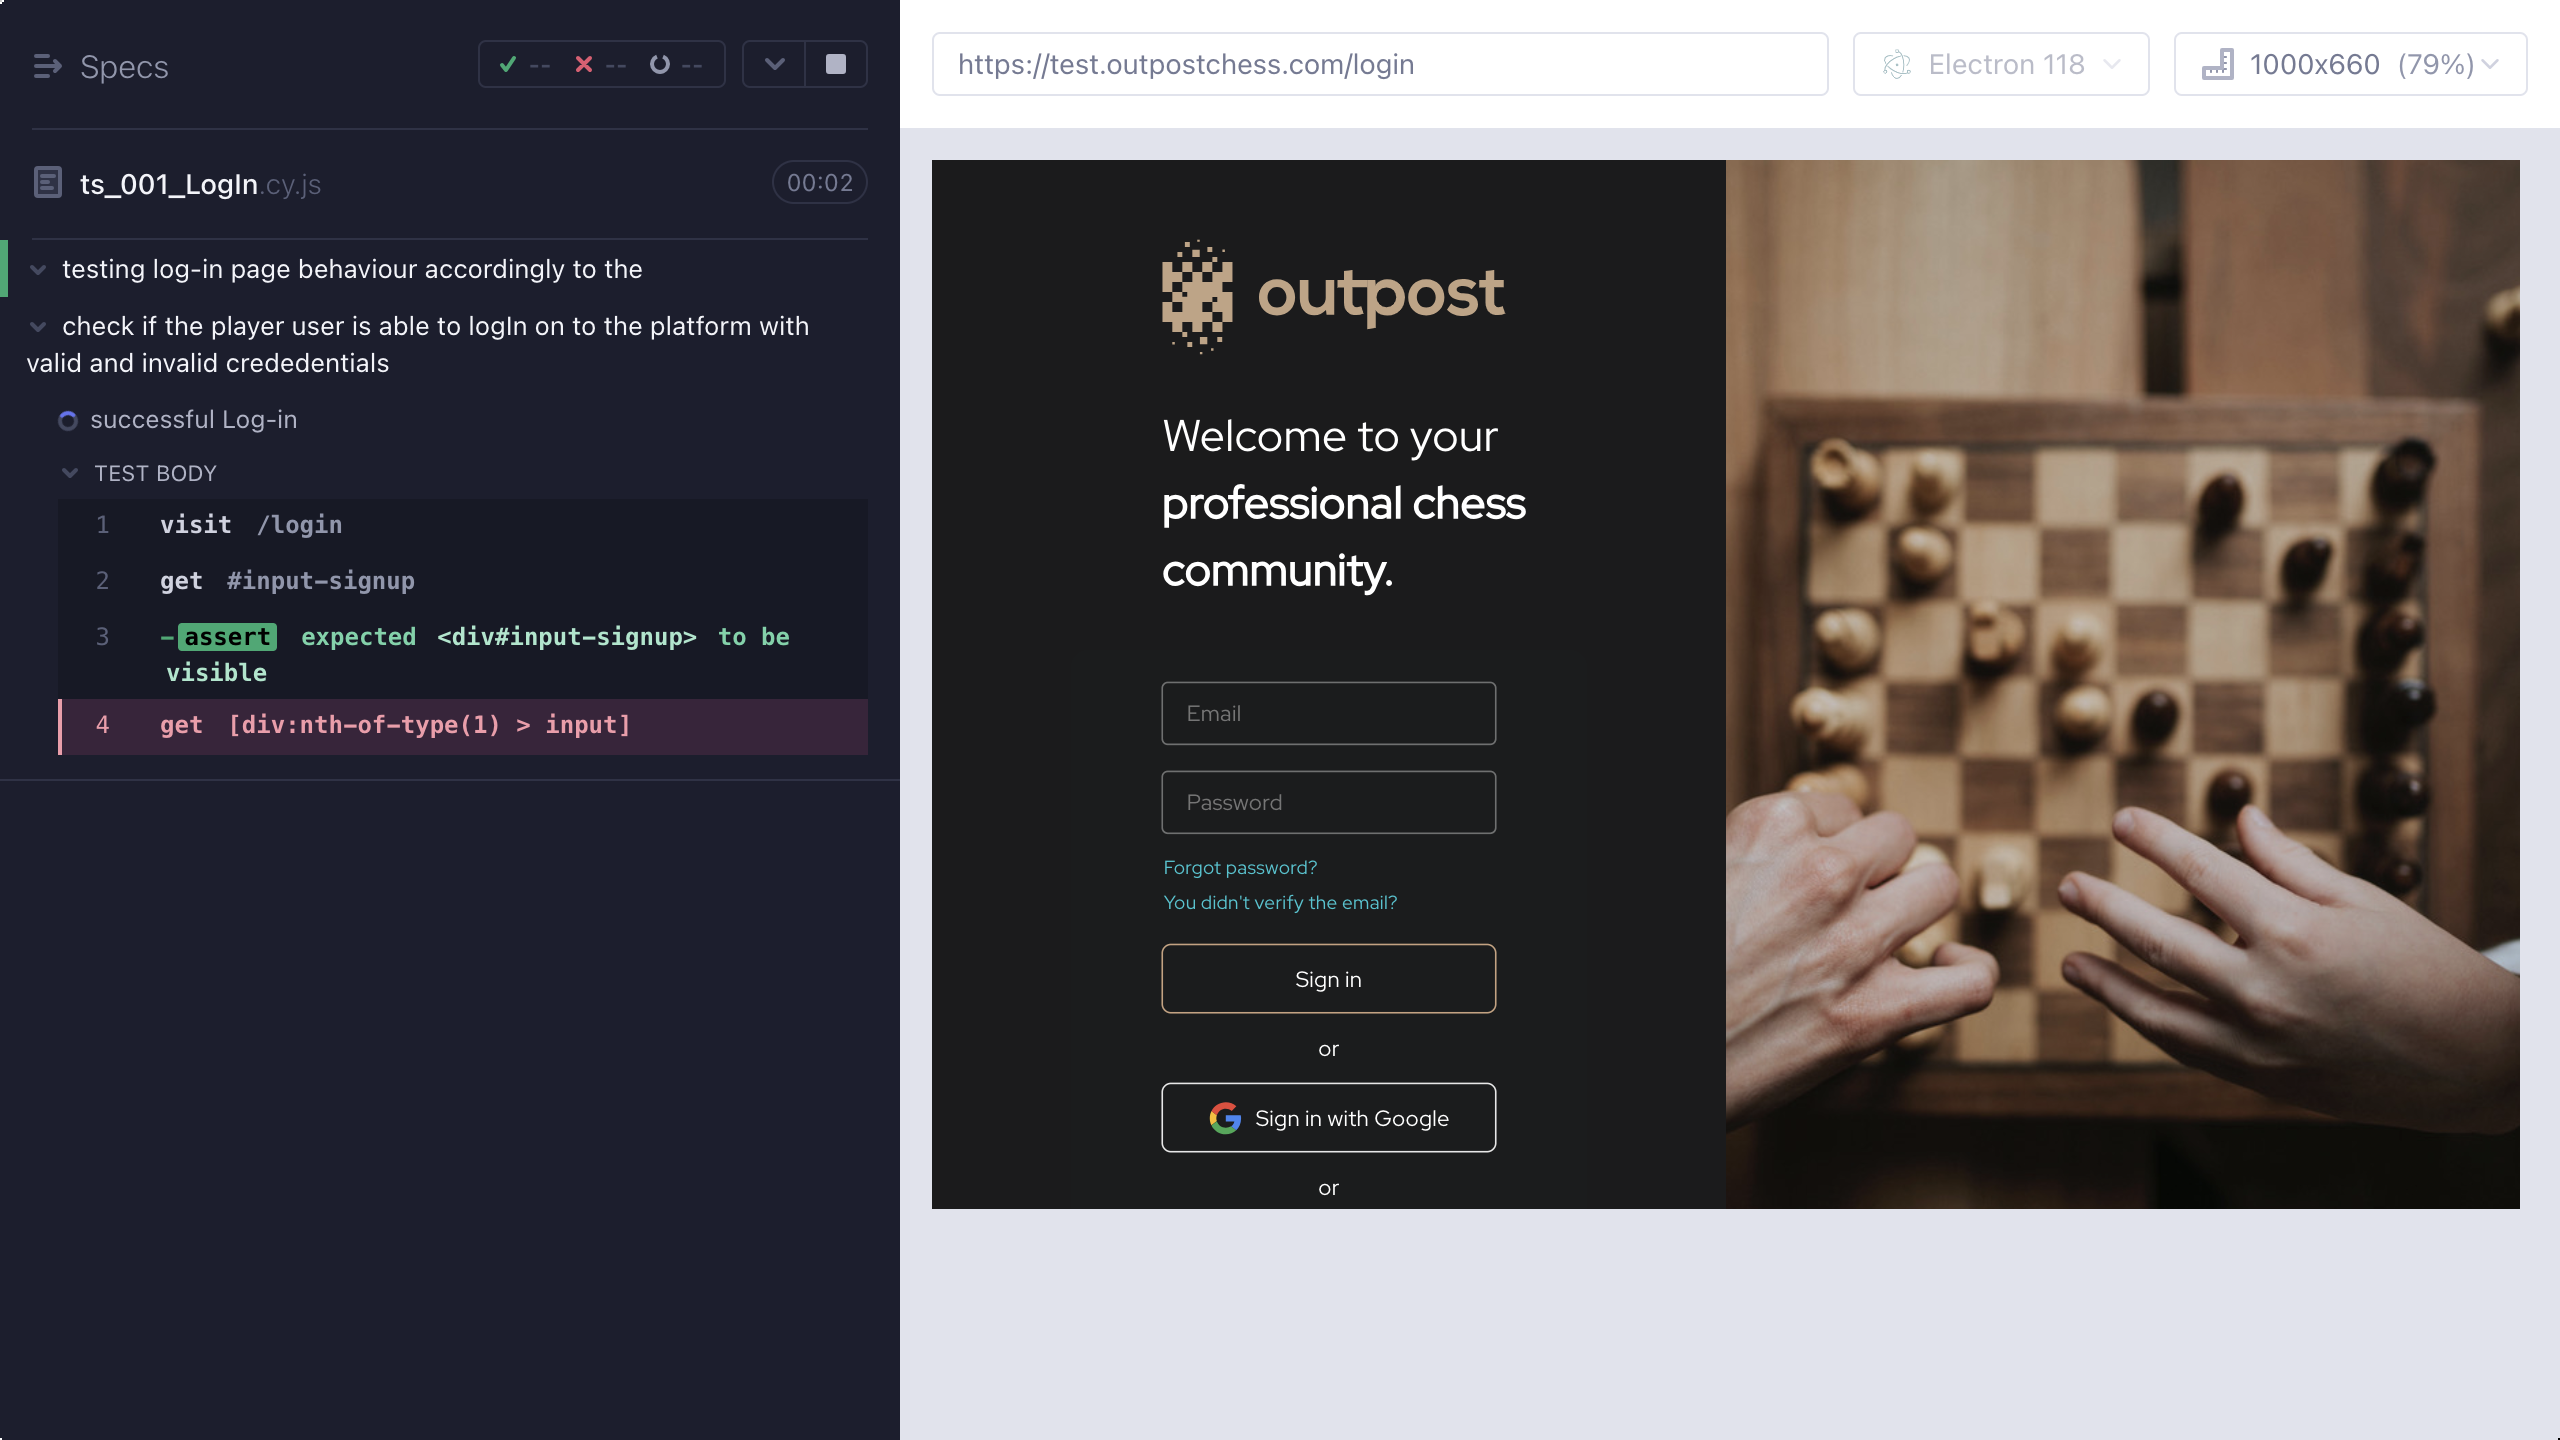 Specs
-- -- --
ts_001_LogIn.cy.js
00:02
testing log-in page behaviour accordingly to the
check if the player user is able to logIn on to the platform with
valid and invalid crededentials
successful Log-in
TEST BODY
1 visit /login
2 get #input-signup
3 -assert expected <div#input-signup> to be
visible
4 get [div:nth-of-type(1) > input]
https://test.outpostchess.com/login
Electron 118
1000x660 (79%)
outpost
Welcome to your
professional chess
community.
Email
Password
Forgot password?
You didn't verify the email?
Sign in
or
Sign in with Google
or